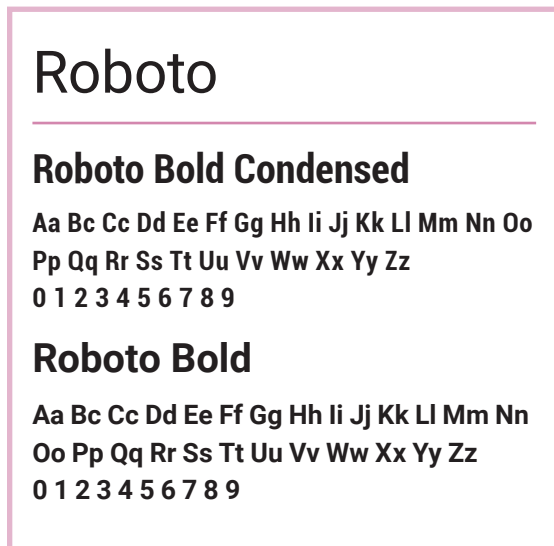 Roboto
Roboto Bold Condensed
Aa Bc Cc Dd Ee Ff Gg Hh Ii Jj Kk Ll Mm Nn Oo
Pp Qq Rr Ss Tt Uu Vv Ww Xx Yy Zz
0 1 2 3 4 5 6 7 8 9
Roboto Bold
Aa Bc Cc Dd Ee Ff Gg Hh Ii Jj Kk Ll Mm Nn
Oo Pp Qq Rr Ss Tt Uu Vv Ww Xx Yy Zz
0 1 2 3 4 5 6 7 8 9